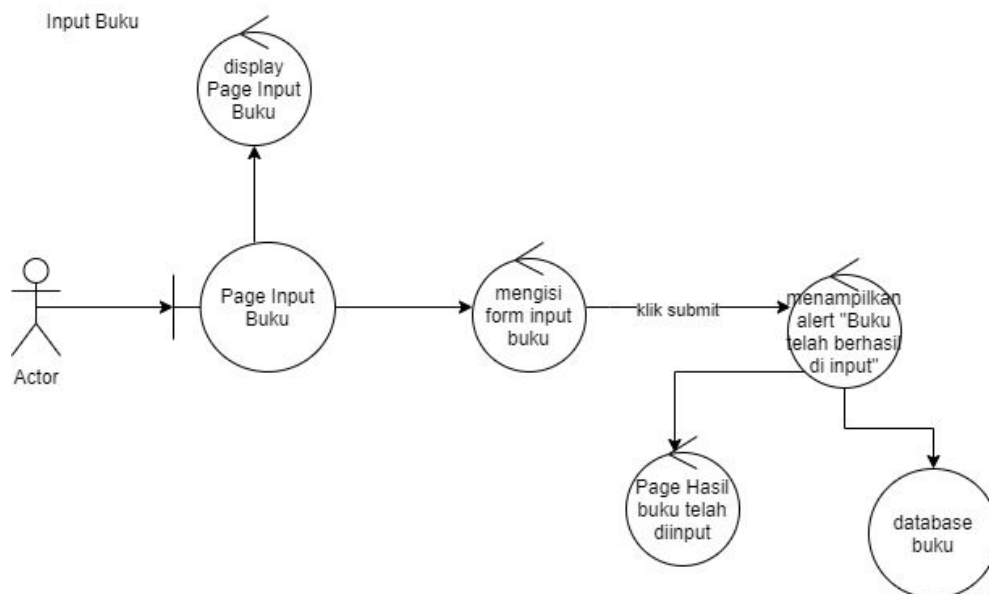 Input Buku
display
Page Input
Buku
Page Input
Buku
Actor
mengisi
form input
buku
klik submit
menampilkan
alert "Buku
telah berhasil
di input"
Page Hasil
buku telah
diinput
database
buku